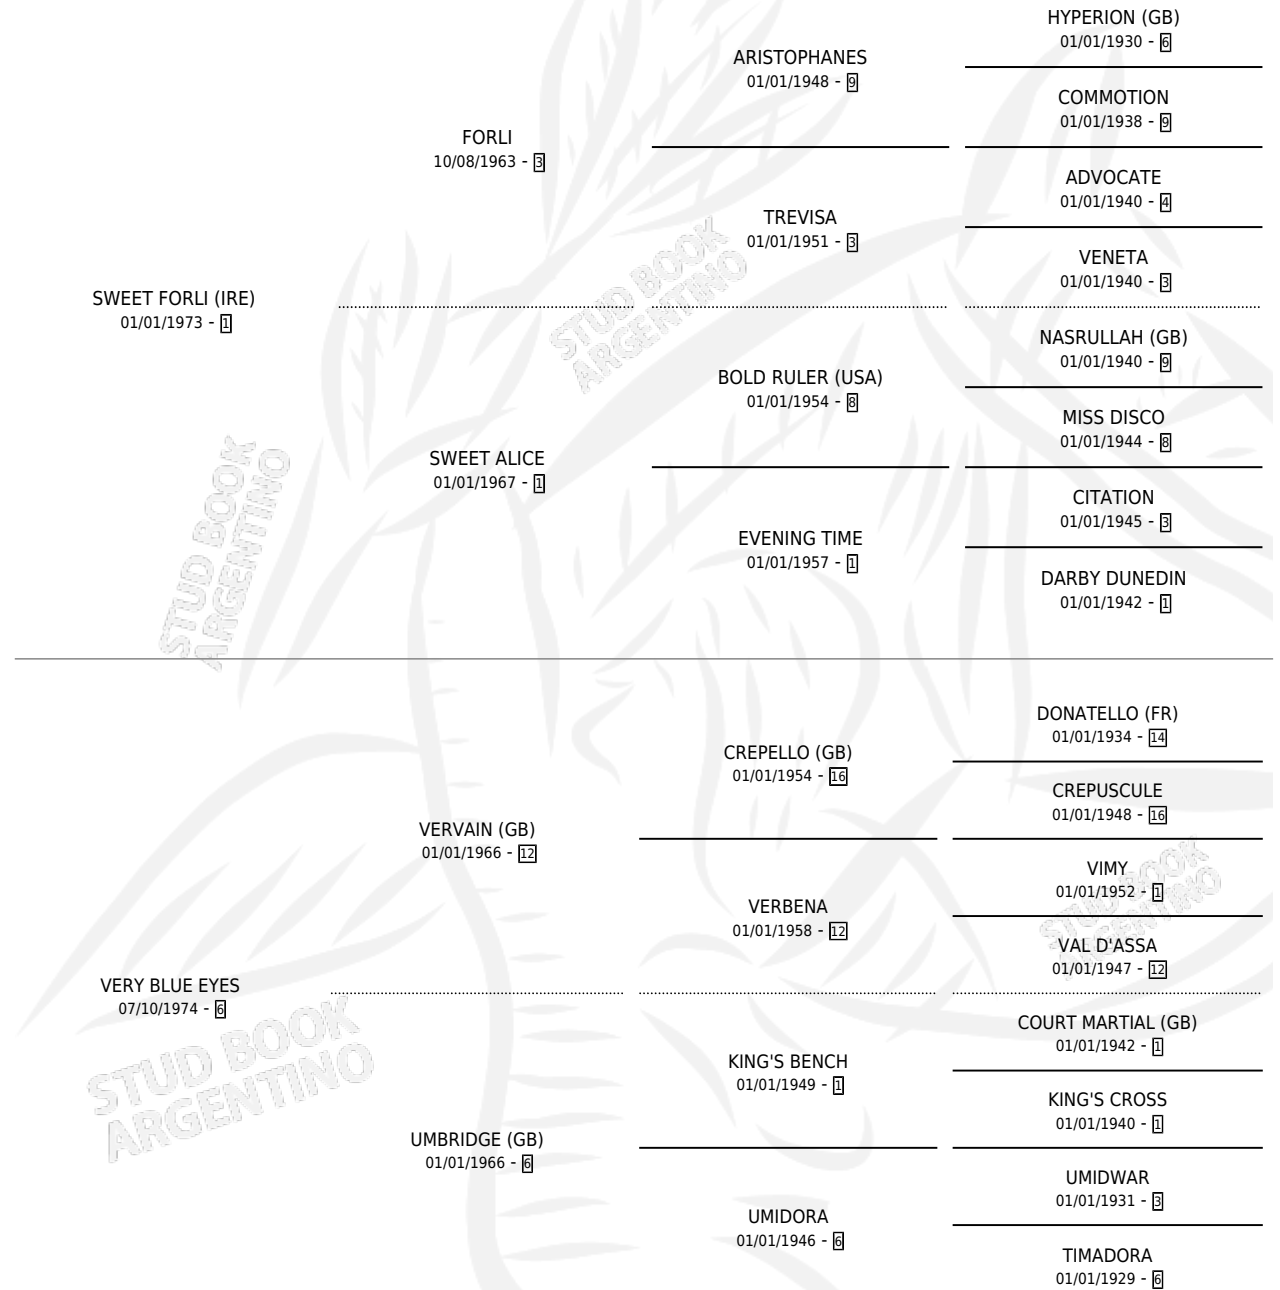 HYPERION (GB)
01/01/1930 - 6
ARISTOPHANES
01/01/1948 - 9
COMMOTION
01/01/1938 - 9
FORLI
10/08/1963 - 3
ADVOCATE
01/01/1940 - 4
TREVISA
01/01/1951 - 3
VENETA
01/01/1940 - 3
SWEET FORLI (IRE)
01/01/1973 - 1
NASRULLAH (GB)
01/01/1940 - 9
BOLD RULER (USA)
01/01/1954 - 8
MISS DISCO
01/01/1944 - 8
SWEET ALICE
01/01/1967 - 1
CITATION
01/01/1945 - 3
EVENING TIME
01/01/1957 - 1
DARBY DUNEDIN
01/01/1942 - 1
DONATELLO (FR)
01/01/1934 - 14
CREPELLO (GB)
01/01/1954 - 16
CREPUSCULE
01/01/1948 - 16
VERVAIN (GB)
01/01/1966 - 12
VIMY
01/01/1952 - 1
VERBENA
01/01/1958 - 12
VAL D'ASSA
01/01/1947 - 12
VERY BLUE EYES
07/10/1974 - 6
COURT MARTIAL (GB)
01/01/1942 - 1
KING'S BENCH
01/01/1949 - 1
KING'S CROSS
01/01/1940 - 1
UMBRIDGE (GB)
01/01/1966 - 6
UMIDWAR
01/01/1931 - 3
UMIDORA
01/01/1946 - 6
TIMADORA
01/01/1929 - 6
STUD BOOK
ARGENTINO
STUD BOOK
ARGENTINO
STUD BOOK
ARGENTINO
STUD BOOK
ARGENTINO